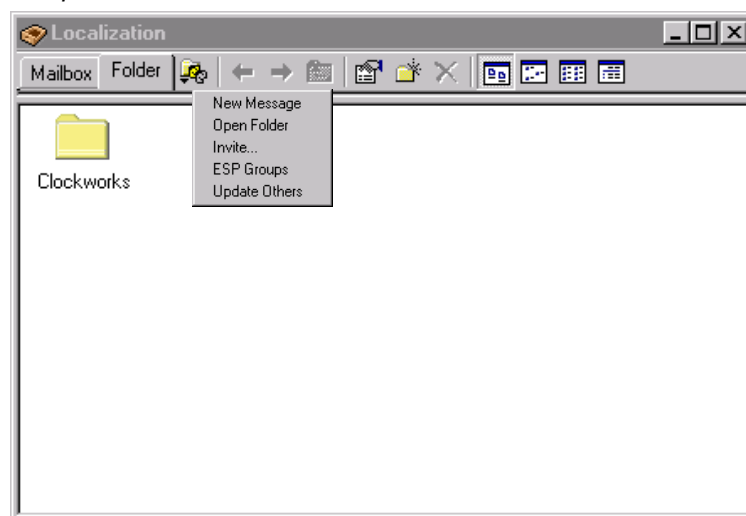 Localization
Mailbox Folder
New Message
Open Folder
Invite...
ESP Groups
Update Others
Clockworks